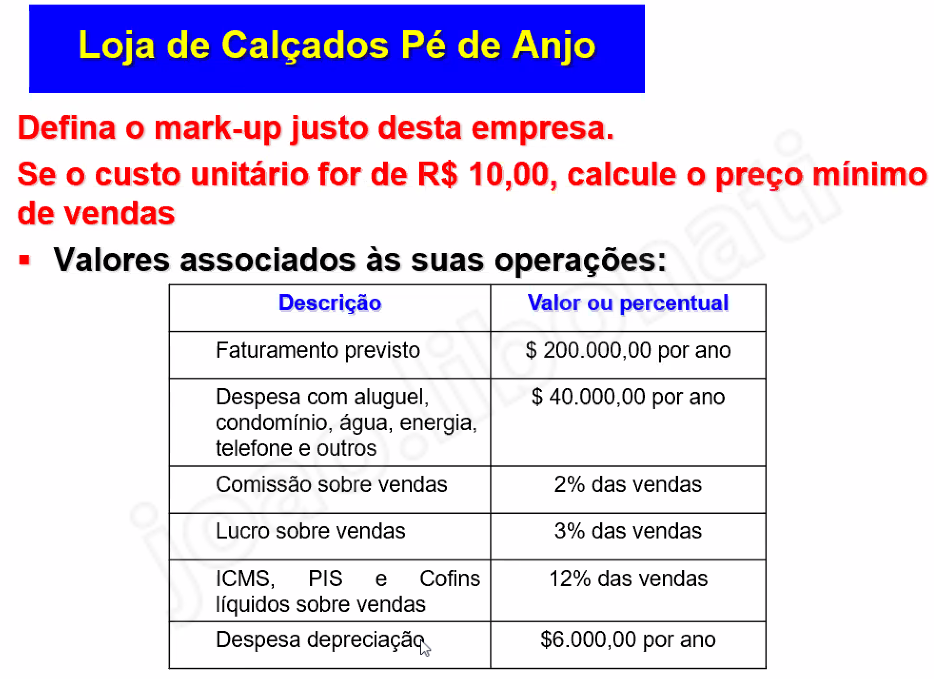 Loja de Calçados Pé de Anjo
Defina o mark-up justo desta empresa.
Se o custo unitário for de R$ 10,00, calcule o preço mínimo
de vendas
▪ Valores associados às suas operações:
Descrição Valor ou percentual
Faturamento previsto $ 200.000,00 por ano
Despesa com aluguel, $ 40.000,00 por ano
condomínio, água, energia,
telefone e outros
Comissão sobre vendas 2% das vendas
Lucro sobre vendas 3% das vendas
ICMS, PIS e Cofins 12% das vendas
líquidos sobre vendas
Despesa depreciação $6.000,00 por ano
joao.libonati